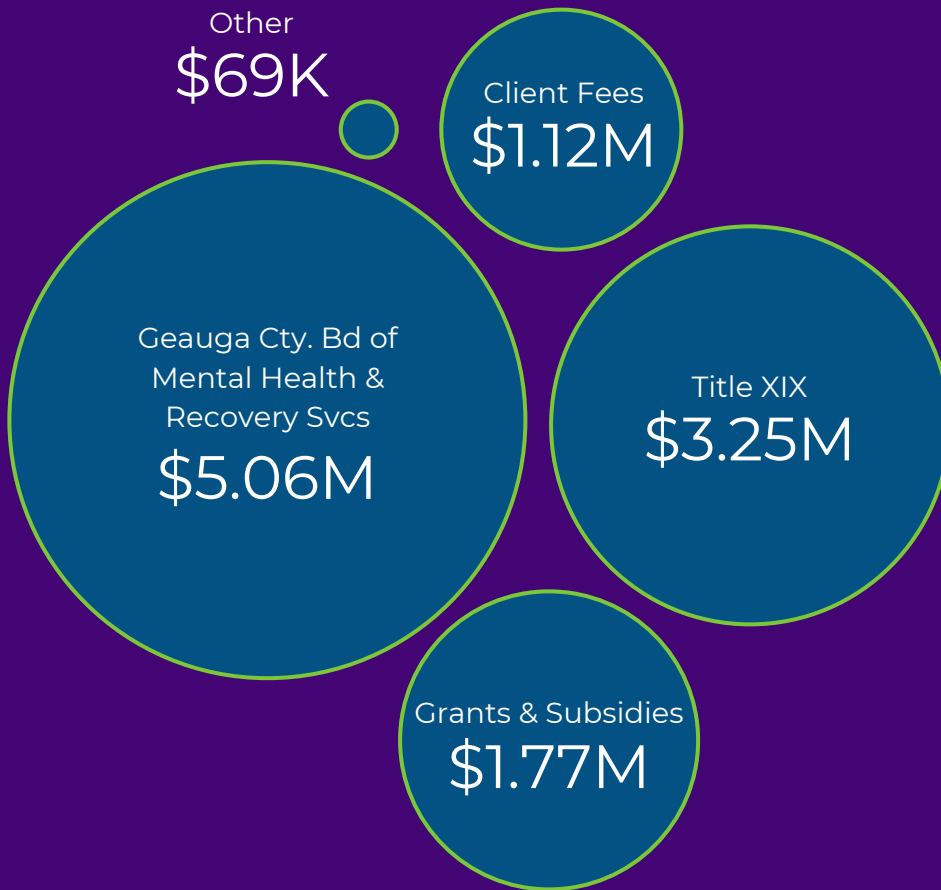 Other
$69K
Client Fees
$1.12M
Geauga Cty. Bd of
Mental Health &
Recovery Svcs
$5.06M
Title XIX
$3.25M
Grants & Subsidies
$1.77M